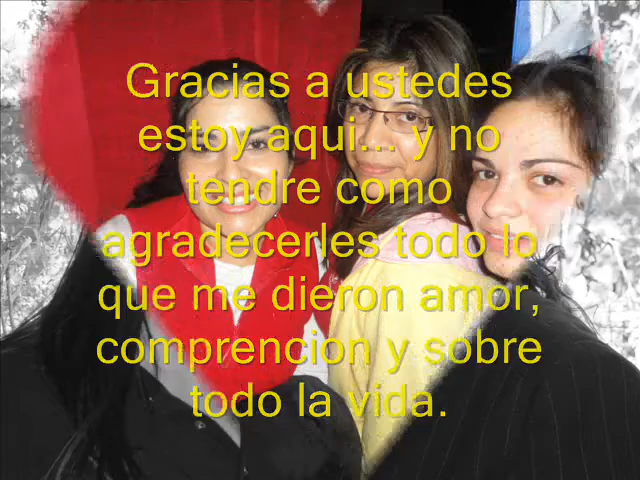 Gracias a ustedes
estoy aqui... y no
tendre como
agradecerles todo lo
que me dieron amor,
comprencion y sobre
todo la vida.